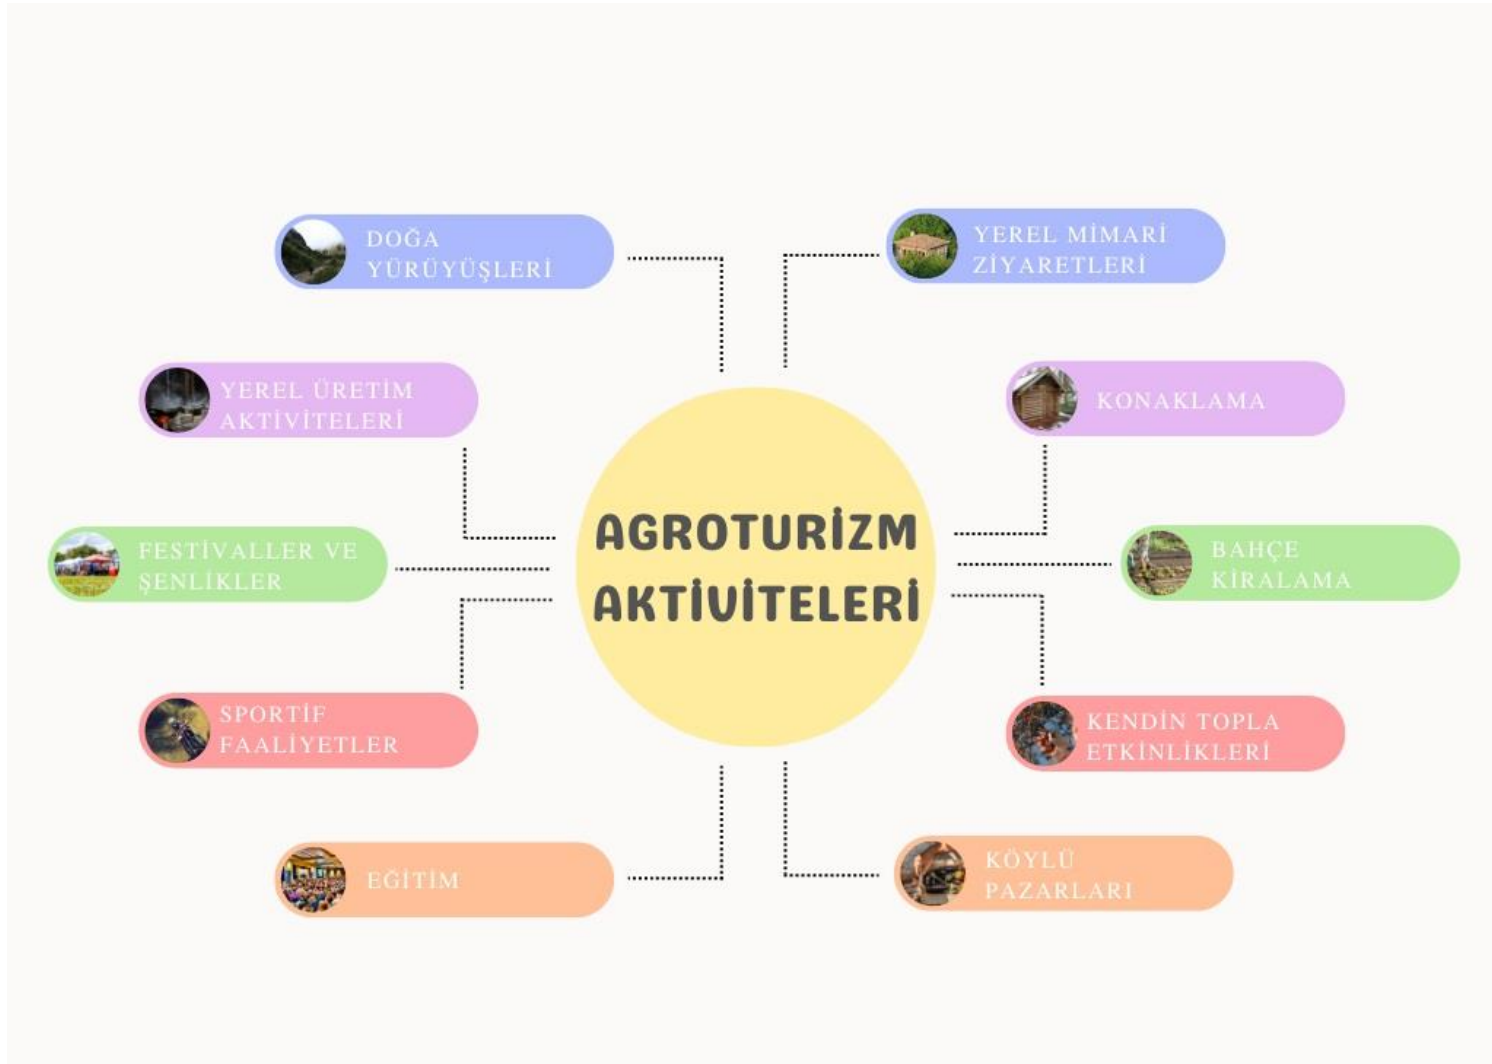 DOĞA
YÜRÜYÜŞLERİ
YEREL MİMARİ
ZİYARETLERİ
YEREL ÜRETİM
AKTİVİTELERİ
KONAKLAMA
AGROTURİZM
AKTİVİTELERİ
FESTİVALLER VE
ŞENLİKLER
BAHÇE
KİRALAMA
SPORTİF
FAALİYETLER
KENDİN TOPLA
ETKİNLİKLERİ
EĞİTİM
KÖYLÜ
PAZARLARI